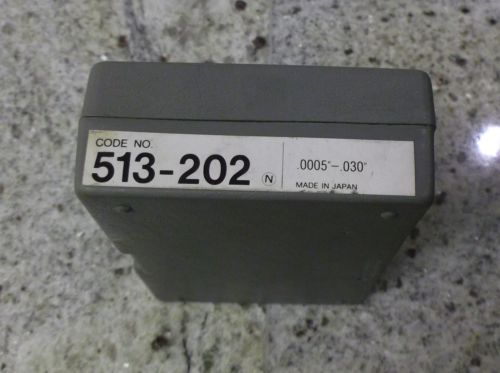 CODE NO.
513-202 N
.0005"-.030"
MADE IN JAPAN